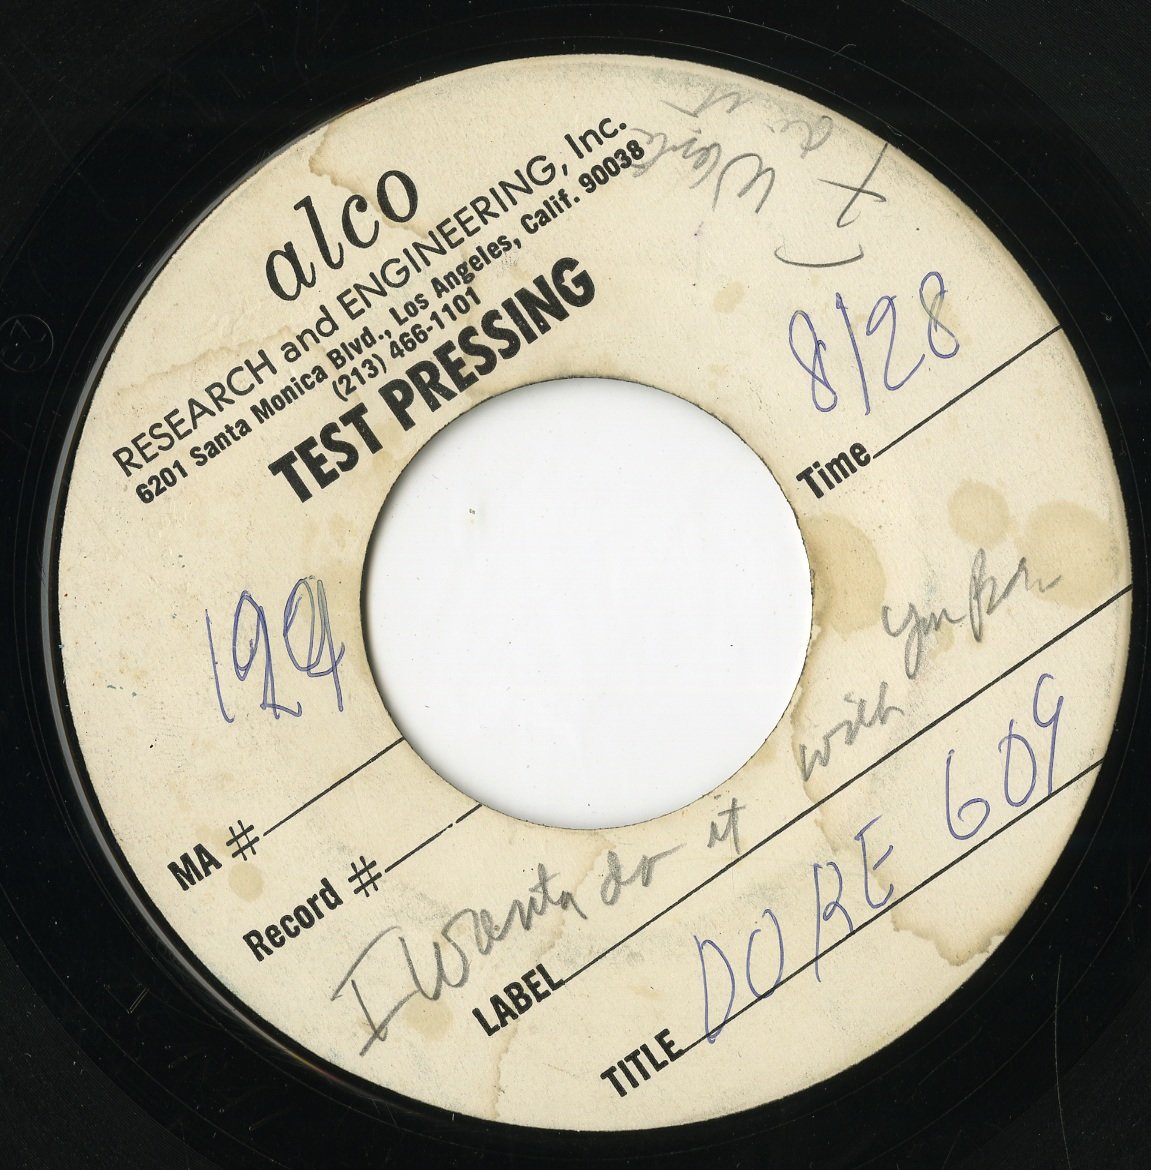 alco
RESEARCH and ENGINEERING, Inc.
6201 Santa Monica Blvd., Los Angeles, Calif. 90038
(213) 466-1101
TEST PRESSING
8/28
Time
124
MA #
Record #
I Wanta do it with you
LABEL
DORE 609
TITLE